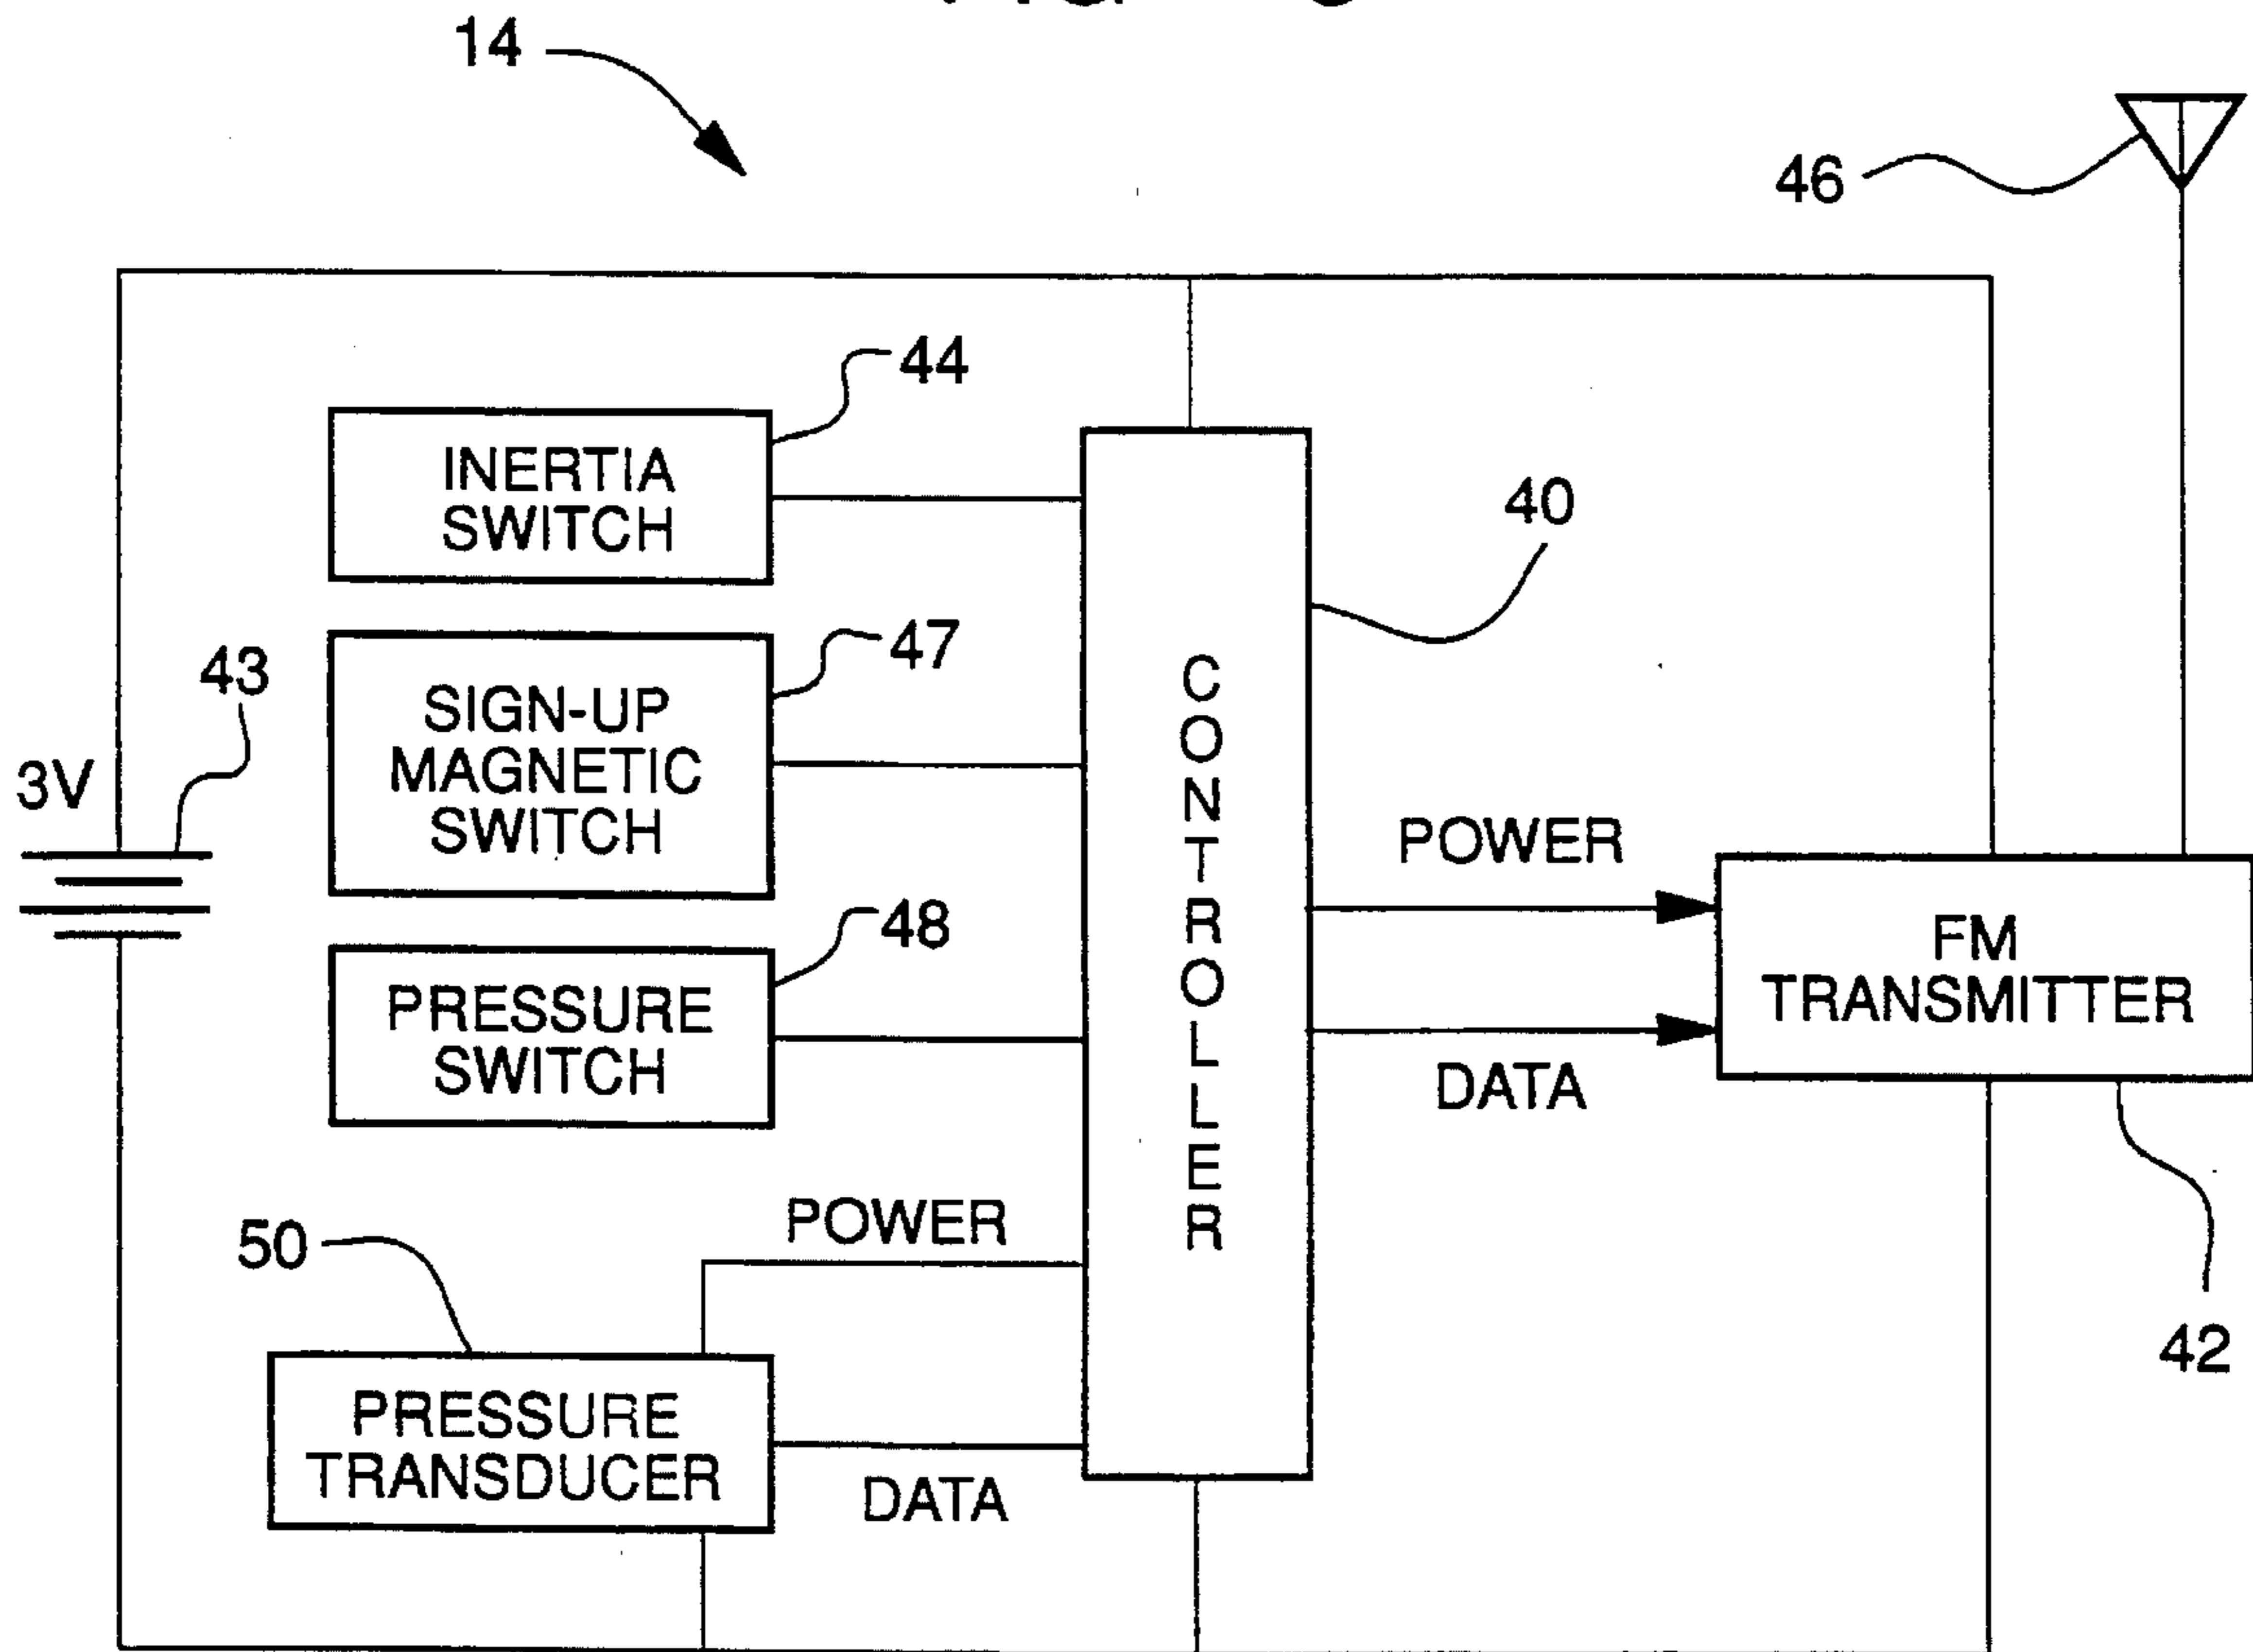 14
46
44
INERTIA
SWITCH
40
47
43
SIGN-UP
MAGNETIC
SWITCH
3V
CONTROLLER
POWER
48
FM
TRANSMITTER
PRESSURE
SWITCH
DATA
POWER
50
42
PRESSURE
TRANSDUCER
DATA